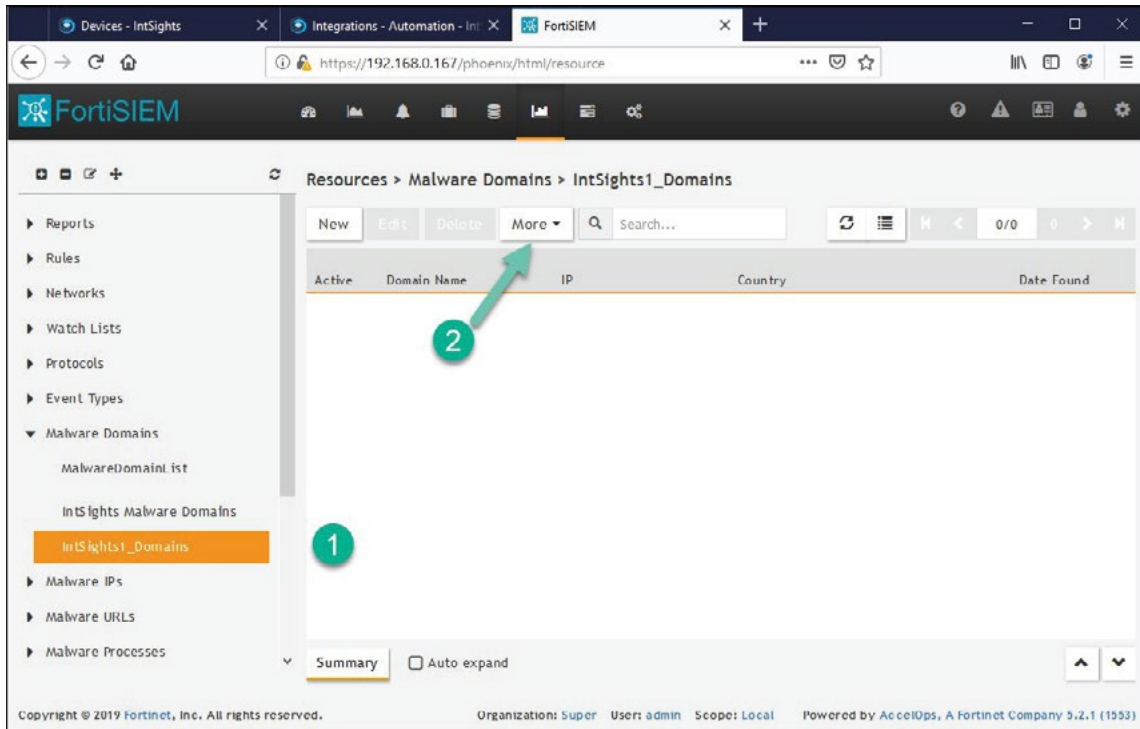 Devices - IntSights
Integrations - Automation - Int
FortiSIEM
https://192.168.0.167/phoenix/html/resource
FortiSIEM
Resources > Malware Domains > IntSights1_Domains
New Edit Delete More Search... 0/0 0
Active Domain Name IP Country Date Found
Reports
Rules
Networks
Watch Lists
Protocols
Event Types
Malware Domains
MalwareDomainList
IntSights Malware Domains
IntSights1_Domains
Malware IPs
Malware URLs
Malware Processes
1
2
Summary Auto expand
Copyright © 2019 Fortinet, Inc. All rights reserved. Organization: Super User: admin Scope: Local Powered by AccelOps, A Fortinet Company 5.2.1 (1553)